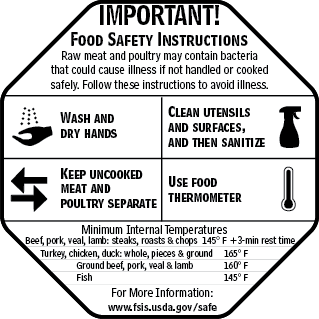 IMPORTANT!
FOOD SAFETY INSTRUCTIONS
Raw meat and poultry may contain bacteria
that could cause illness if not handled or cooked
safely. Follow these instructions to avoid illness.
WASH AND
DRY HANDS
CLEAN UTENSILS
AND SURFACES,
AND THEN SANITIZE
KEEP UNCOOKED
MEAT AND
POULTRY SEPARATE
USE FOOD
THERMOMETER
Minimum Internal Temperatures
Beef, pork, veal, lamb: steaks, roasts & chops 145° F +3-min rest time
Turkey, chicken, duck: whole, pieces & ground 165° F
Ground beef, pork, veal & lamb 160° F
Fish 145° F
For More Information:
www.fsis.usda.gov/safe